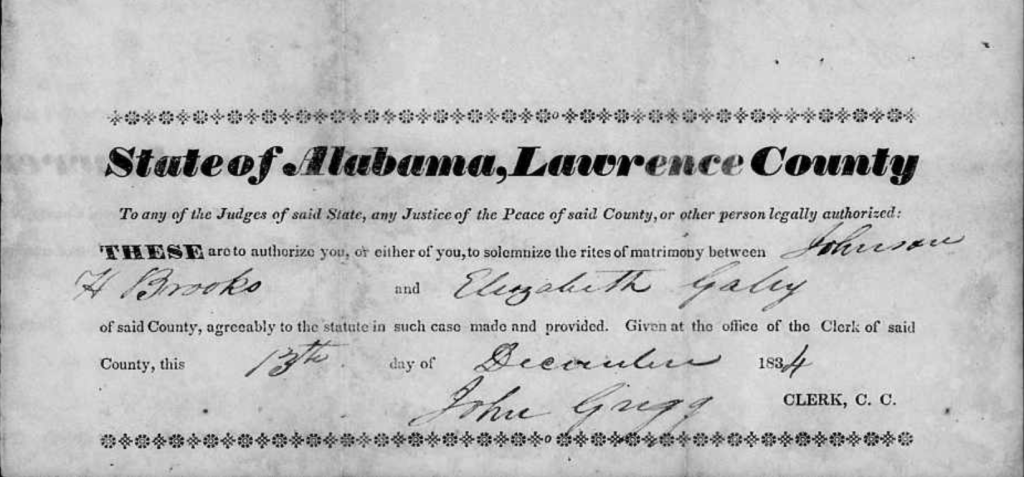 State of Alabama, Lawrence County
To any of the Judges of said State, any Justice of the Peace of said County, or other person legally authorized:
THESE are to authorize you, or either of you, to solemnize the rites of matrimony between Johnson
H Brooks and Elizabeth Galey
of said County, agreeably to the statute in such case made and provided. Given at the office of the Clerk of said
County, this 13th day of December 1834
John Gregg CLERK, C. C.